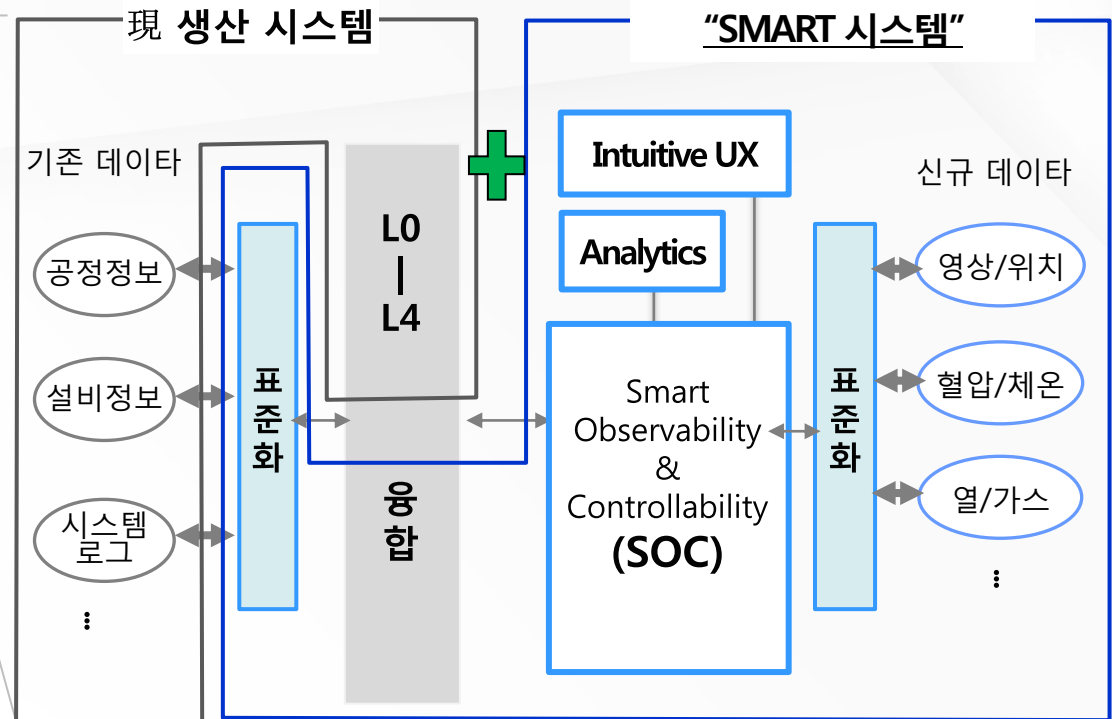 現 생산 시스템
“SMART 시스템”
기존 데이타
공정정보
설비정보
시스템
로그
⋮
표
준
화
L0
|
L4
융
합
Intuitive UX
Analytics
Smart
Observability
&
Controllability
(SOC)
표
준
화
신규 데이타
영상/위치
혈압/체온
열/가스
⋮